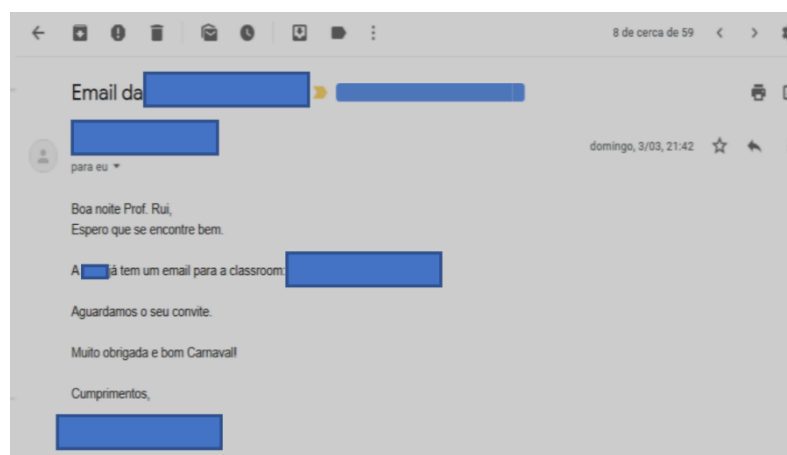 8 de cerca de 59
Email da
domingo, 3/03, 21:42
para eu
Boa noite Prof. Rui,
Espero que se encontre bem.
A já tem um email para a classroom:
Aguardamos o seu convite.
Muito obrigada e bom Carnaval!
Cumprimentos,